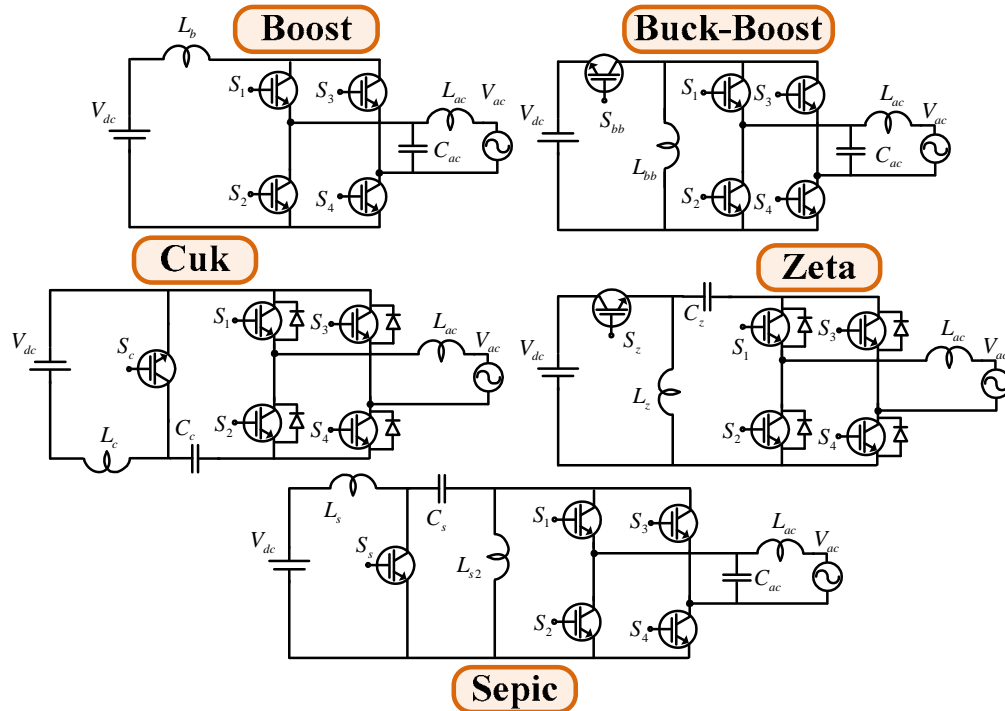 Boost
L_b
S_1
S_3
L_ac
V_ac
V_dc
C_ac
S_2
S_4
Buck-Boost
S_bb
S_1
S_3
L_ac
V_ac
V_dc
L_bb
C_ac
S_2
S_4
Cuk
S_1
S_3
L_ac
V_ac
V_dc
S_c
S_2
S_4
L_c
C_c
Zeta
C_z
S_z
S_1
S_3
L_ac
V_ac
V_dc
L_z
S_2
S_4
L_s
C_s
S_1
S_3
L_ac
V_ac
V_dc
S_s
L_s2
C_ac
S_2
S_4
Sepic